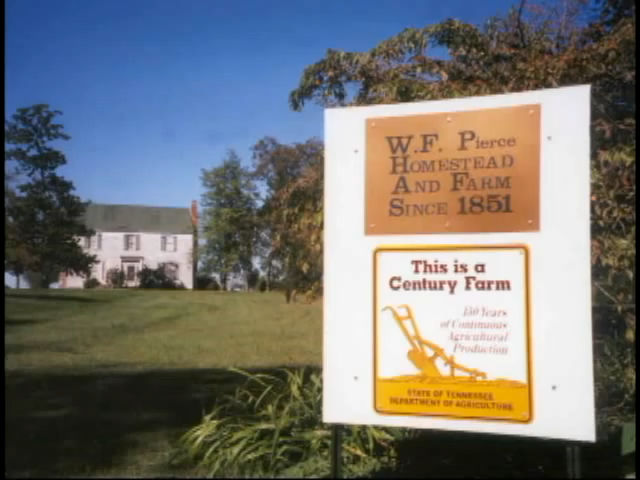 W.F. Pierce
Homestead
And Farm
Since 1851
This is a
Century Farm
150 Years
of Continuous
Agricultural
Production
STATE OF TENNESSEE
DEPARTMENT OF AGRICULTURE